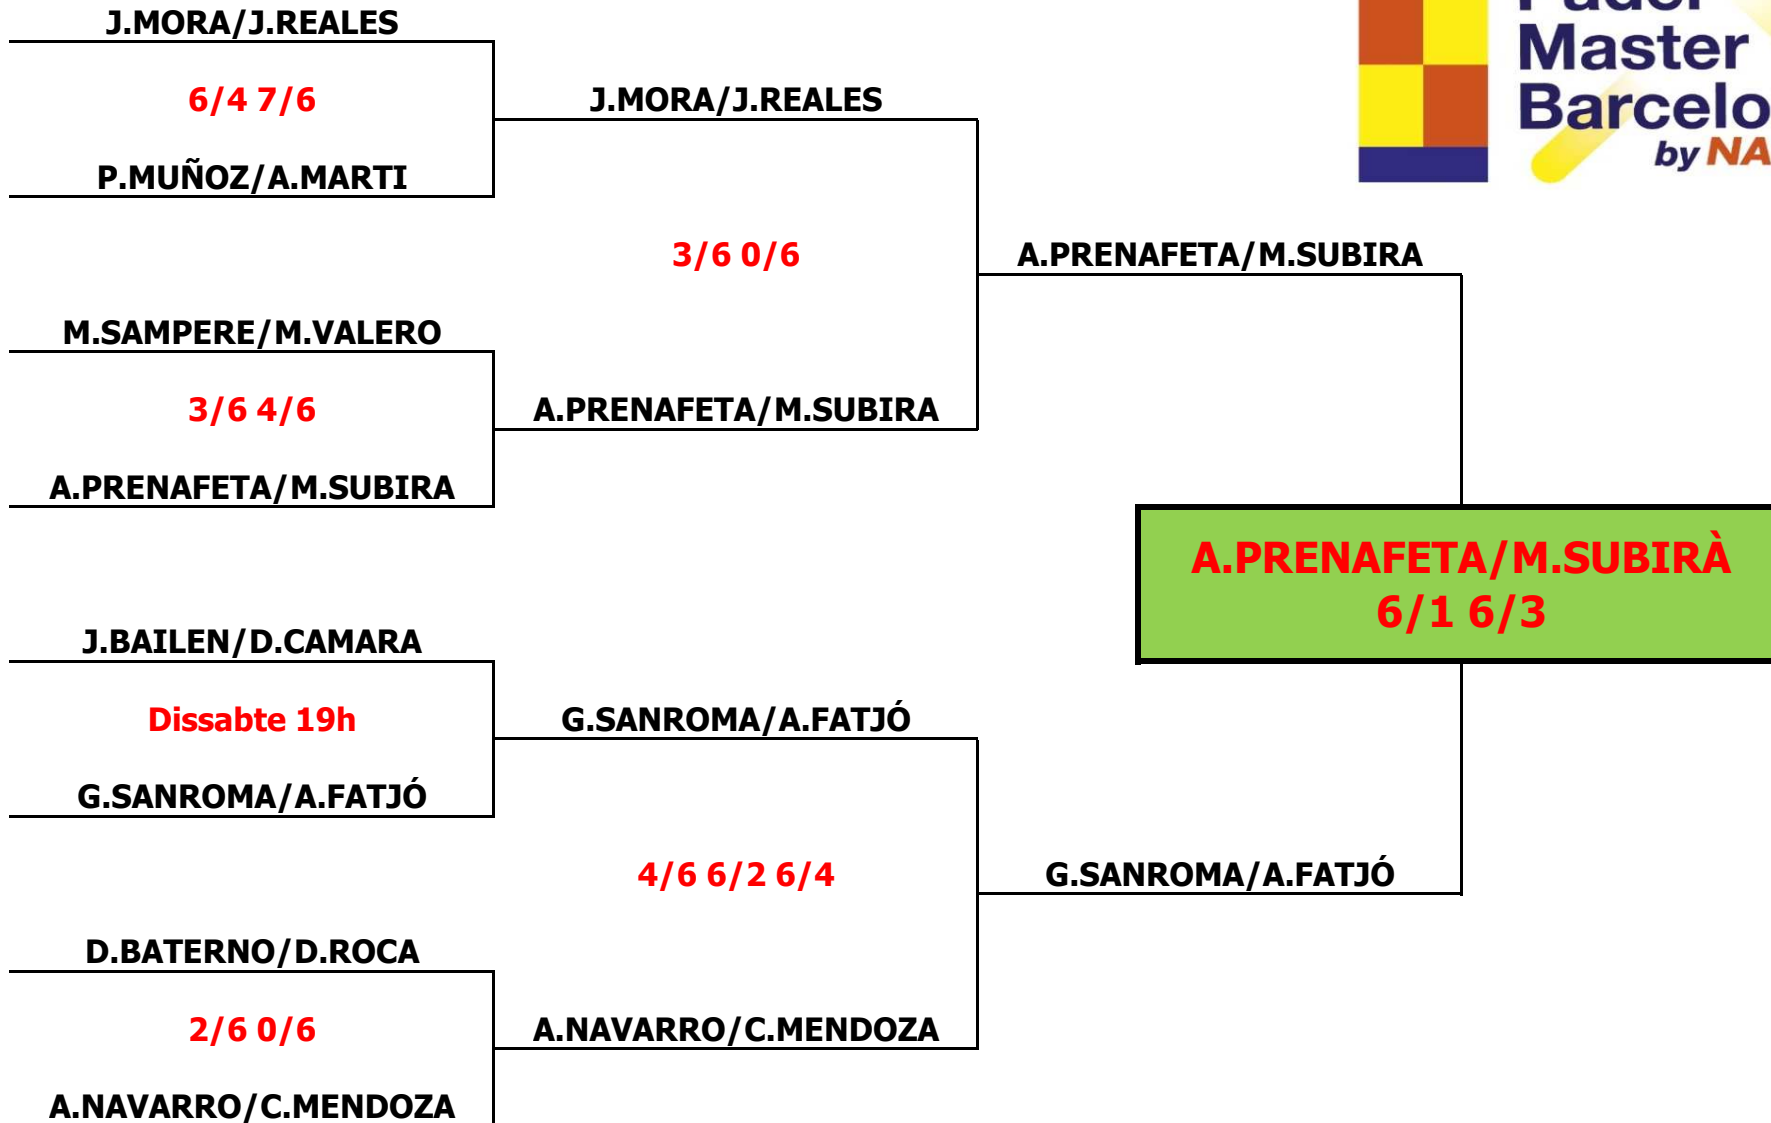 J.MORA/J.REALES
6/4 7/6
P.MUÑOZ/A.MARTI
M.SAMPERE/M.VALERO
3/6 4/6
A.PRENAFETA/M.SUBIRA
J.BAILEN/D.CAMARA
Dissabte 19h
G.SANROMA/A.FATJÓ
D.BATERNO/D.ROCA
2/6 0/6
A.NAVARRO/C.MENDOZA
J.MORA/J.REALES
3/6 0/6
A.PRENAFETA/M.SUBIRA
G.SANROMA/A.FATJÓ
4/6 6/2 6/4
A.NAVARRO/C.MENDOZA
A.PRENAFETA/M.SUBIRA
G.SANROMA/A.FATJÓ
A.PRENAFETA/M.SUBIRÀ
6/1 6/3
Master
Barcelo
by NA